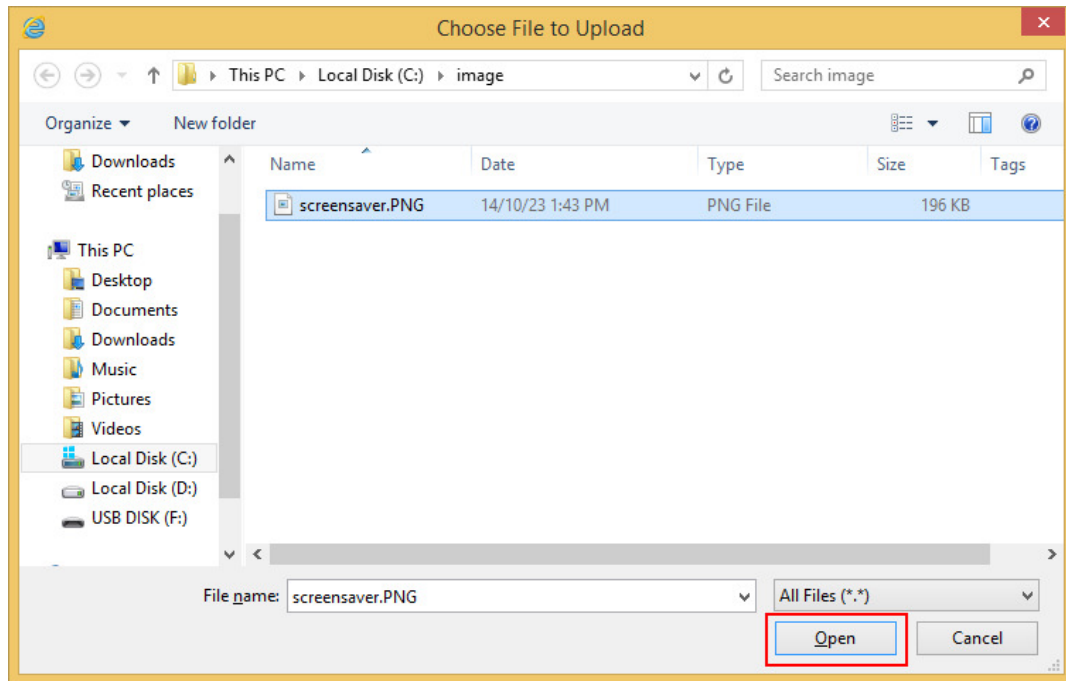 Choose File to Upload
This PC Local Disk (C:) image
Search image
Organize New folder
Name Date Type Size Tags
screensaver.PNG 14/10/23 1:43 PM PNG File 196 KB
Downloads
Recent places
This PC
Desktop
Documents
Downloads
Music
Pictures
Videos
Local Disk (C:)
Local Disk (D:)
USB DISK (F:)
File name: screensaver.PNG All Files (*.*)
Open Cancel